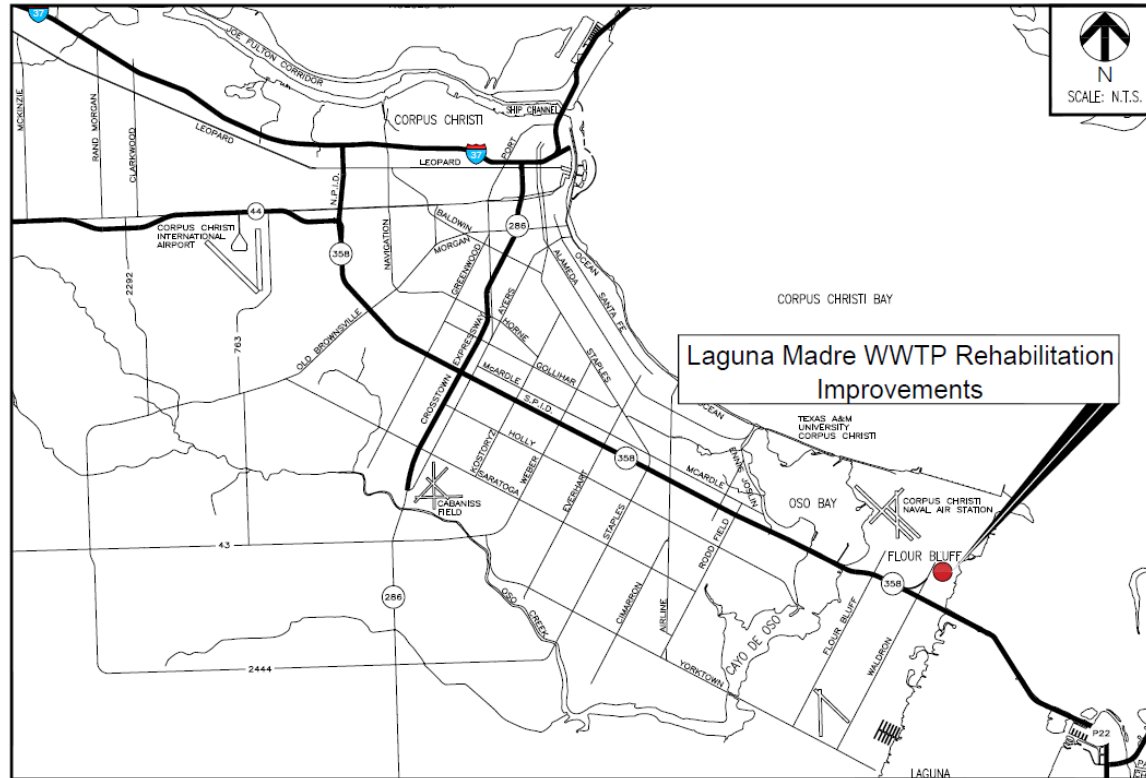 37
JOE FULTON CORRIDOR
N
SCALE: N.T.S.
MCKINZIE
RAND MORGAN
CLARKWOOD
LEOPARD
CORPUS CHRISTI
SHIP CHANNEL
PORT
37
LEOPARD
N.P.I.D.
NAVIGATION
44
CORPUS CHRISTI
INTERNATIONAL
AIRPORT
358
BALDWIN
MORGAN
GREENWOOD
286
ALAMEDA
OCEAN
SANTA FE
2292
763
OLD BROWNSVILLE
CROSSTOWN EXPRESSWAY
AYERS
HORNE
GOLLIHAR
McARDLE
S.P.I.D.
STAPLES
CORPUS CHRISTI BAY
Laguna Madre WWTP Rehabilitation
Improvements
OCEAN
TEXAS A&M
UNIVERSITY
CORPUS CHRISTI
KOSTORYZ
HOLLY
WEBER
SARATOGA
EVERHART
STAPLES
358
MCARDLE
ENNIS JOSLIN
OSO BAY
CORPUS CHRISTI
NAVAL AIR STATION
CABANISS
FIELD
RODD FIELD
43
FLOUR BLUFF
358
286
OSO CREEK
CIMARRON
AIRLINE
CAYO DE OSO
FLOUR BLUFF
WALDRON
2444
YORKTOWN
P22
LAGUNA